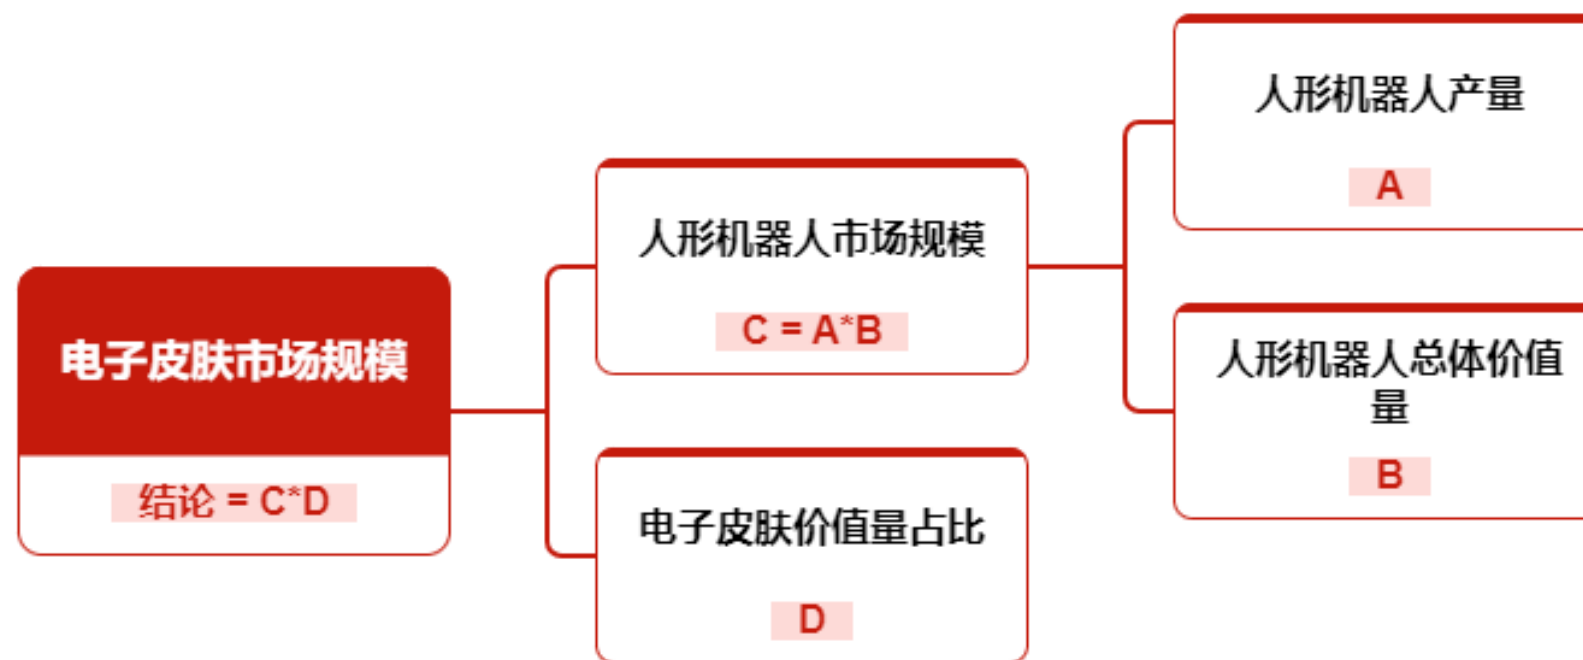 电子皮肤市场规模
结论 = C*D
人形机器人市场规模
C = A*B
电子皮肤价值量占比
D
人形机器人产量
A
人形机器人总体价值
量
B